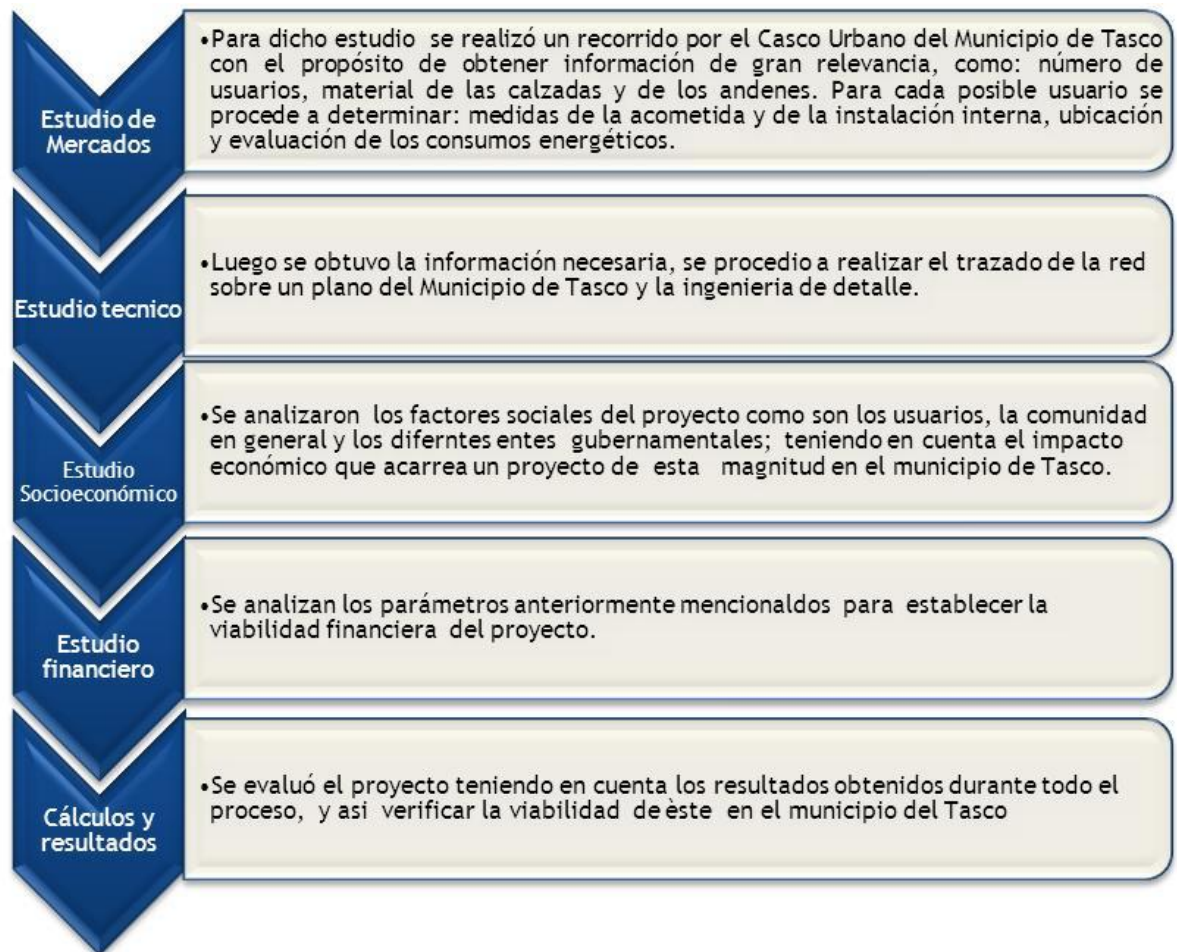 Estudio de
Mercados
•Para dicho estudio se realizó un recorrido por el Casco Urbano del Municipio de Tasco
con el propósito de obtener información de gran relevancia, como: número de
usuarios, material de las calzadas y de los andenes. Para cada posible usuario se
procede a determinar: medidas de la acometida y de la instalación interna, ubicación
y evaluación de los consumos energéticos.
Estudio tecnico
•Luego se obtuvo la información necesaria, se procedio a realizar el trazado de la red
sobre un plano del Municipio de Tasco y la ingenieria de detalle.
Estudio
Socioeconómico
•Se analizaron los factores sociales del proyecto como son los usuarios, la comunidad
en general y los diferntes entes gubernamentales; teniendo en cuenta el impacto
económico que acarrea un proyecto de esta magnitud en el municipio de Tasco.
Estudio
financiero
•Se analizan los parámetros anteriormente mencionaldos para establecer la
viabilidad financiera del proyecto.
Cálculos y
resultados
•Se evaluó el proyecto teniendo en cuenta los resultados obtenidos durante todo el
proceso, y asi verificar la viabilidad de èste en el municipio del Tasco